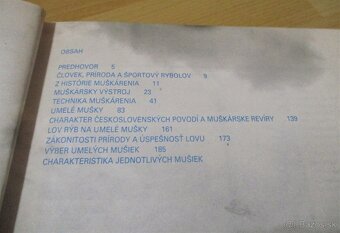 OBSAH
PREDHOVOR 5
ČLOVEK, PRÍRODA A ŠPORTOVÝ RYBOLOV 9
Z HISTÓRIE MUŠKÁRENIA 11
MUŠKÁRSKY VÝSTROJ 23
TECHNIKA MUŠKÁRENIA 41
UMELÉ MUŠKY 83
CHARAKTER ČESKOSLOVENSKÝCH POVODÍ A MUŠKÁRSKE REVÍRY 139
LOV RÝB NA UMELÉ MUŠKY 161
ZÁKONITOSTI PRÍRODY A ÚSPEŠNOSŤ LOVU 173
VÝBER UMELÝCH MUŠIEK 185
CHARAKTERISTIKA JEDNOTLIVÝCH MUŠIEK